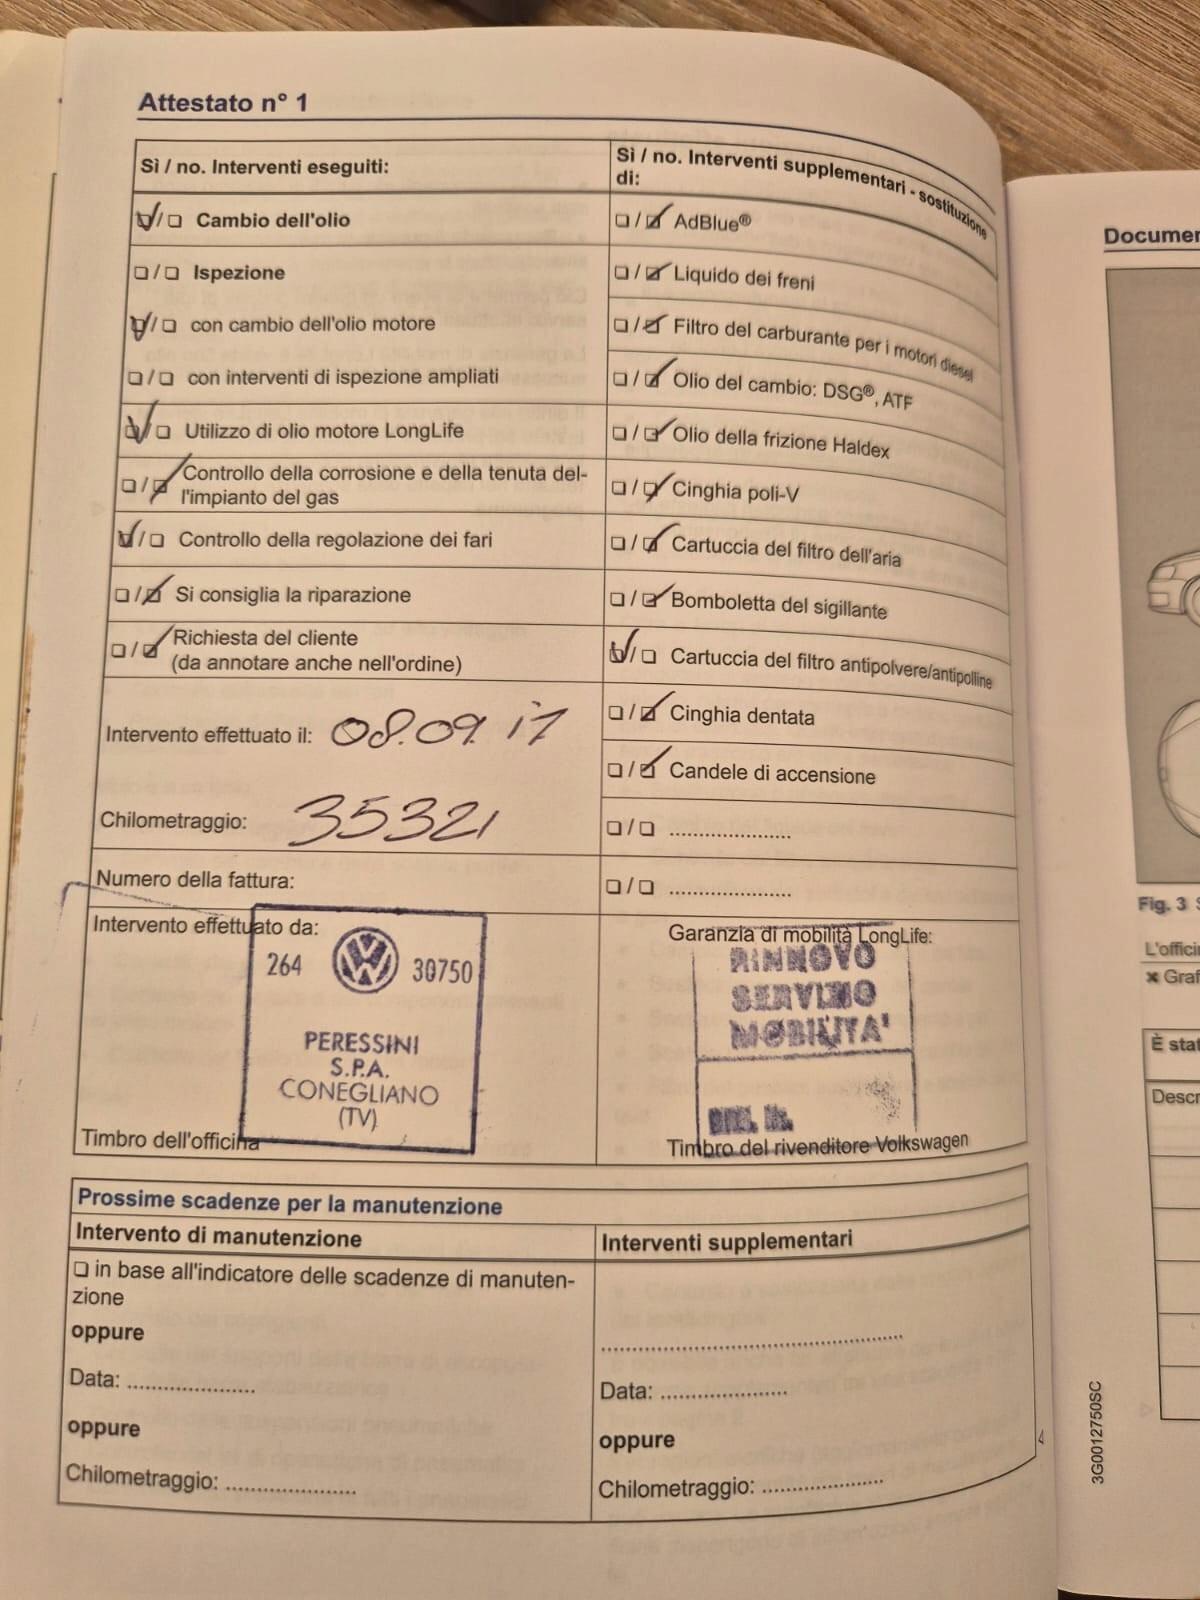 Attestato n° 1
Sì / no. Interventi eseguiti:
❑/❑ Cambio dell'olio
❑/❑ Ispezione
❑/❑ con cambio dell'olio motore
❑/❑ con interventi di ispezione ampliati
❑/❑ Utilizzo di olio motore LongLife
❑/❑ Controllo della corrosione e della tenuta del-
l'impianto del gas
❑/❑ Controllo della regolazione dei fari
❑/❑ Si consiglia la riparazione
❑/❑ Richiesta del cliente
(da annotare anche nell'ordine)
Intervento effettuato il: 08.09.17
Chilometraggio: 35321
Numero della fattura:
Intervento effettuato da:
264 30750
PERESSINI
S.P.A.
CONEGLIANO
(TV)
Timbro dell'officina
Sì / no. Interventi supplementari - sostituzione
di:
❑/❑ AdBlue®
❑/❑ Liquido dei freni
❑/❑ Filtro del carburante per i motori diesel
❑/❑ Olio del cambio: DSG®, ATF
❑/❑ Olio della frizione Haldex
❑/❑ Cinghia poli-V
❑/❑ Cartuccia del filtro dell'aria
❑/❑ Bomboletta del sigillante
❑/❑ Cartuccia del filtro antipolvere/antipolline
❑/❑ Cinghia dentata
❑/❑ Candele di accensione
❑/❑ .....................
❑/❑ .....................
Garanzia di mobilità LongLife:
RINNOVO
SERVIZIO
MOBILITA'
Timbro del rivenditore Volkswagen
Prossime scadenze per la manutenzione
Intervento di manutenzione
❑ in base all'indicatore delle scadenze di manuten-
zione
oppure
Data: .....................
oppure
Chilometraggio: .....................
Interventi supplementari
..................................................
Data: .....................
oppure
Chilometraggio: .....................
3G0012750SC
Fig. 3
È